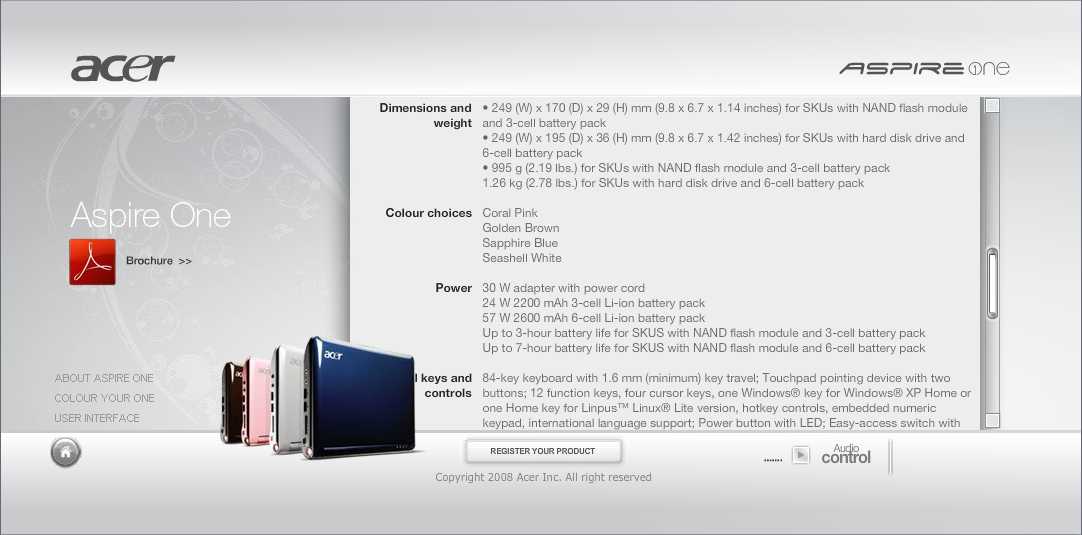 acer
ASPIRE one
Dimensions and weight
• 249 (W) x 170 (D) x 29 (H) mm (9.8 x 6.7 x 1.14 inches) for SKUs with NAND flash module
and 3-cell battery pack
• 249 (W) x 195 (D) x 36 (H) mm (9.8 x 6.7 x 1.42 inches) for SKUs with hard disk drive and
6-cell battery pack
• 995 g (2.19 lbs.) for SKUs with NAND flash module and 3-cell battery pack
1.26 kg (2.78 lbs.) for SKUs with hard disk drive and 6-cell battery pack
Colour choices
Coral Pink
Golden Brown
Sapphire Blue
Seashell White
Power
30 W adapter with power cord
24 W 2200 mAh 3-cell Li-ion battery pack
57 W 2600 mAh 6-cell Li-ion battery pack
Up to 3-hour battery life for SKUS with NAND flash module and 3-cell battery pack
Up to 7-hour battery life for SKUS with NAND flash module and 6-cell battery pack
keys and
controls
84-key keyboard with 1.6 mm (minimum) key travel; Touchpad pointing device with two
buttons; 12 function keys, four cursor keys, one Windows® key for Windows® XP Home or
one Home key for Linpus™ Linux® Lite version, hotkey controls, embedded numeric
keypad, international language support; Power button with LED; Easy-access switch with
Aspire One
Brochure >>
ABOUT ASPIRE ONE
COLOUR YOUR ONE
USER INTERFACE
acer
acer
acer
acer
REGISTER YOUR PRODUCT
Copyright 2008 Acer Inc. All right reserved
.......
Audio
control